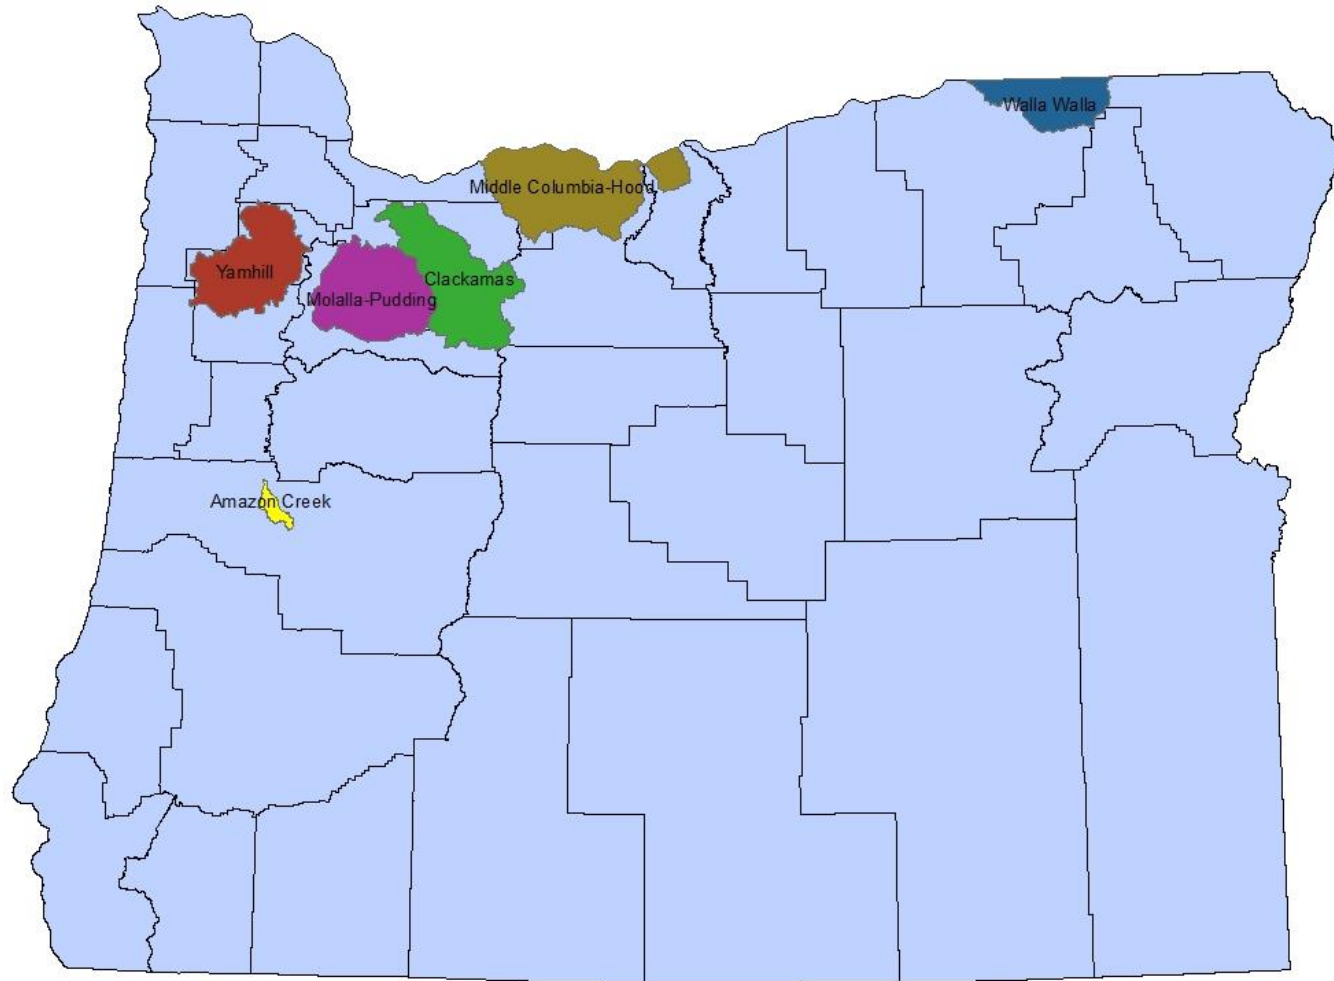 Walla Walla
Middle Columbia-Hood
Yamhill
Clackamas
Molalla-Pudding
Amazon Creek